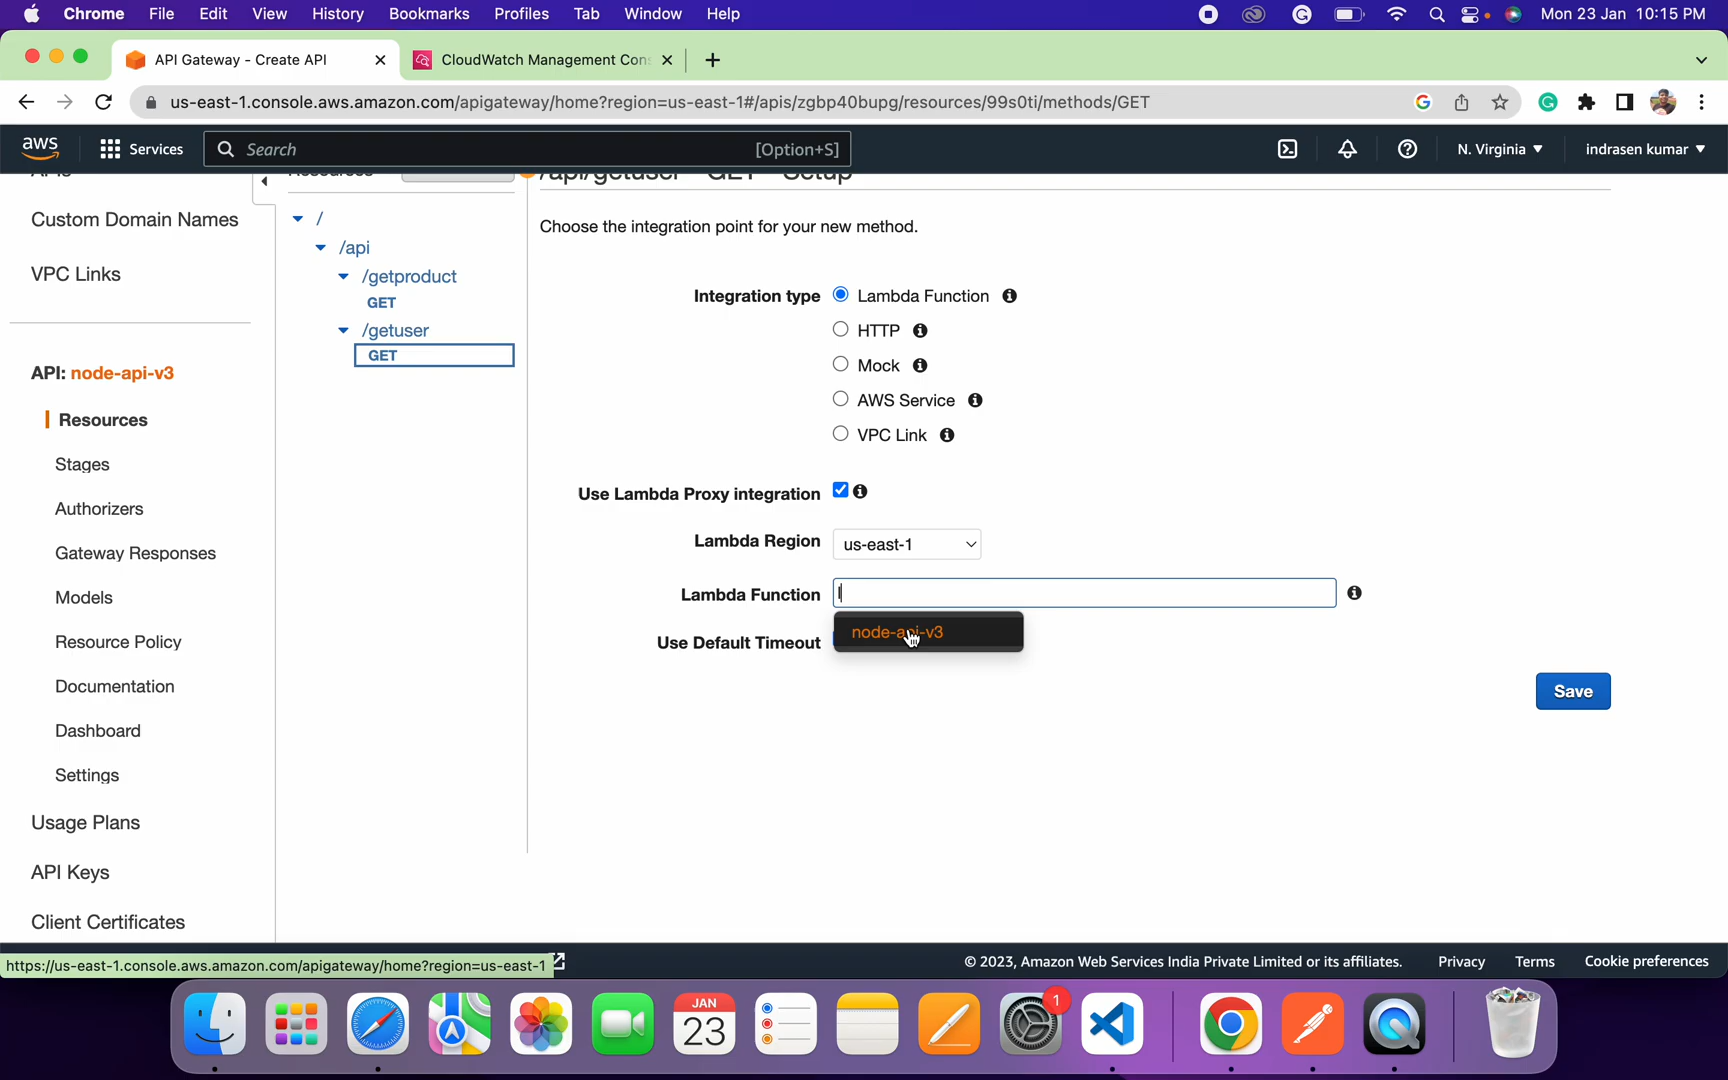 Chrome File Edit View History Bookmarks Profiles Tab Window Help Mon 23 Jan 10:15 PM
API Gateway - Create API CloudWatch Management Con
us-east-1.console.aws.amazon.com/apigateway/home?region=us-east-1#/apis/zgbp40bupg/resources/99s0ti/methods/GET
aws Services Search [Option+S] N. Virginia indrasen kumar
APIs
Resources
/api/getuser - GET - Setup
Custom Domain Names
VPC Links
API: node-api-v3
Resources
Stages
Authorizers
Gateway Responses
Models
Resource Policy
Documentation
Dashboard
Settings
Usage Plans
API Keys
Client Certificates
/
/api
/getproduct
GET
/getuser
GET
Choose the integration point for your new method.
Integration type Lambda Function
HTTP
Mock
AWS Service
VPC Link
Use Lambda Proxy integration
Lambda Region us-east-1
Lambda Function
node-api-v3
Use Default Timeout
Save
https://us-east-1.console.aws.amazon.com/apigateway/home?region=us-east-1
© 2023, Amazon Web Services India Private Limited or its affiliates. Privacy Terms Cookie preferences
1
JAN
23